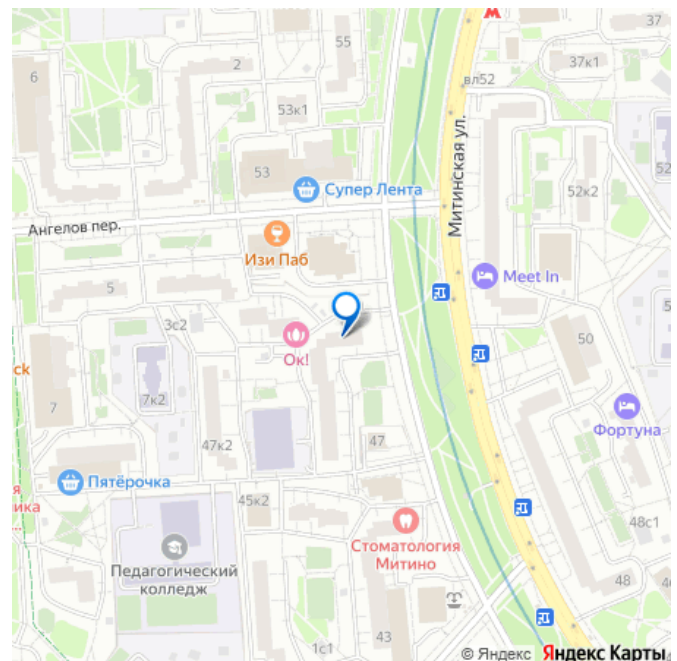 М
37
55
37к1
6
2
вл52
53к1
52
53
52к2
Супер Лента
Митинская ул.
Ангелов пер.
Изи Паб
Meet In
5
3с2
50
Ок!
ck
7к2
7
Фортуна
47к2
47
Пятёрочка
45к2
48с1
Стоматология
Митино
Педагогический
колледж
48
43
1с1
© Яндекс Яндекс Карты